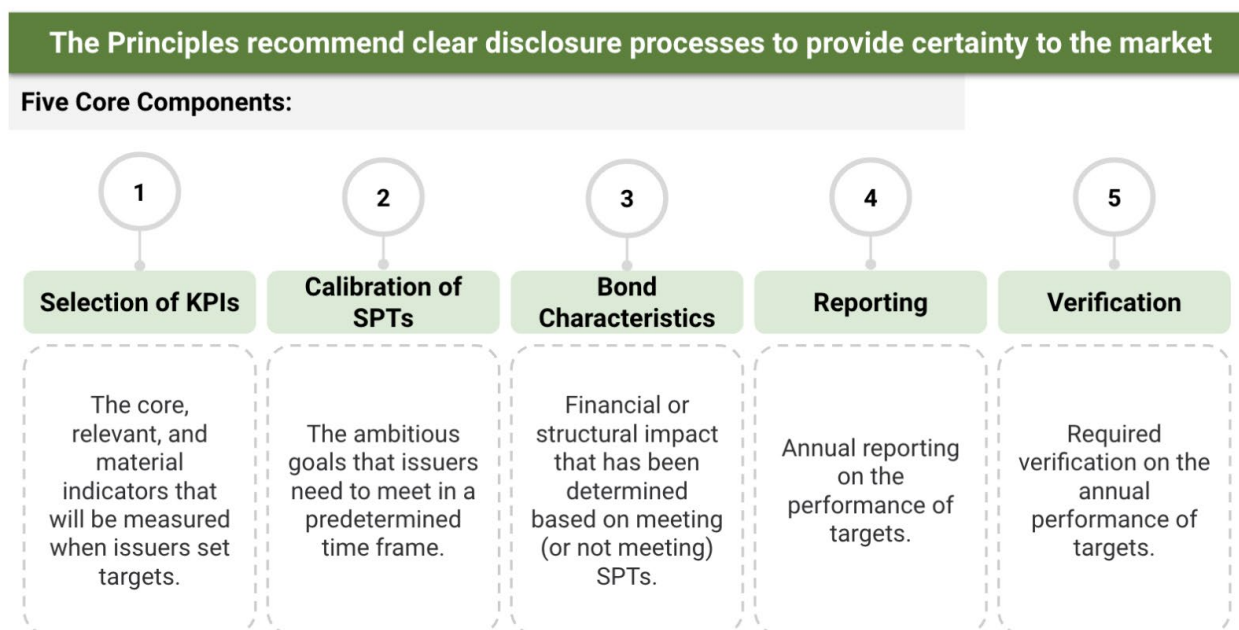 The Principles recommend clear disclosure processes to provide certainty to the market
Five Core Components:
1
2
3
4
5
Selection of KPIs
Calibration of
SPTs
Bond
Characteristics
Reporting
Verification
The core,
relevant, and
material
indicators that
will be measured
when issuers set
targets.
The ambitious
goals that issuers
need to meet in a
predetermined
time frame.
Financial or
structural impact
that has been
determined
based on meeting
(or not meeting)
SPTs.
Annual reporting
on the
performance of
targets.
Required
verification on the
annual
performance of
targets.